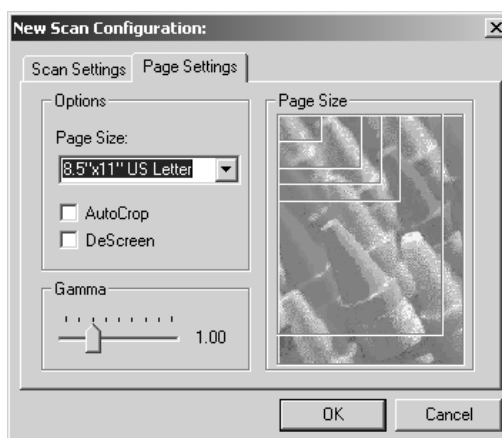 New Scan Configuration:
Scan Settings
Page Settings
Options
Page Size:
8.5"x11" US Letter
AutoCrop
DeScreen
Gamma
1.00
Page Size
OK
Cancel